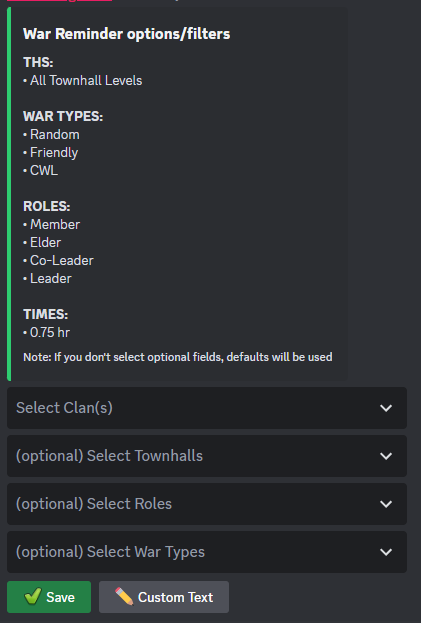 War Reminder options/filters
THS:
• All Townhall Levels
WAR TYPES:
• Random
• Friendly
• CWL
ROLES:
• Member
• Elder
• Co-Leader
• Leader
TIMES:
• 0.75 hr
Note: If you don't select optional fields, defaults will be used
Select Clan(s)
(optional) Select Townhalls
(optional) Select Roles
(optional) Select War Types
Save
Custom Text